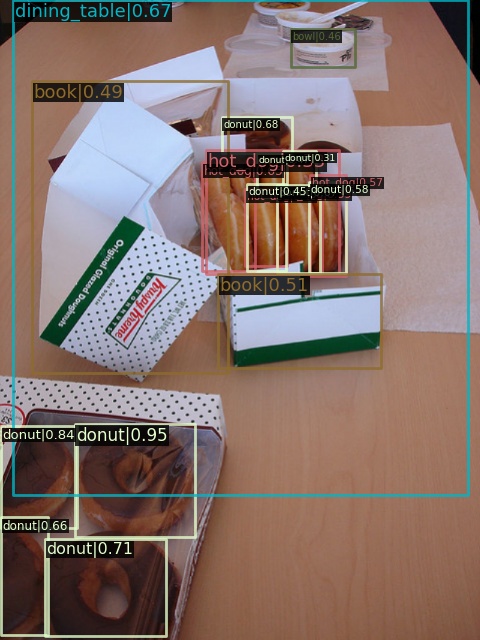 dining_table|0.67
bowl|0.46
book|0.49
donut|0.68
donut|0.31
hot_dog|0.57
donut|0.45
donut|0.58
book|0.51
Original Glazed Doughnuts
Krispy Kreme
DOUGHNUTS
donut|0.84
donut|0.95
donut|0.66
donut|0.71